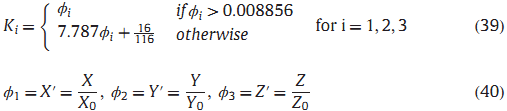 K_i = { ϕ_i if ϕ_i > 0.008856
7.787ϕ_i + 16/116 otherwise for i = 1, 2, 3 (39)
ϕ_1 = X′ = X/X_0, ϕ_2 = Y′ = Y/Y_0, ϕ_3 = Z′ = Z/Z_0 (40)